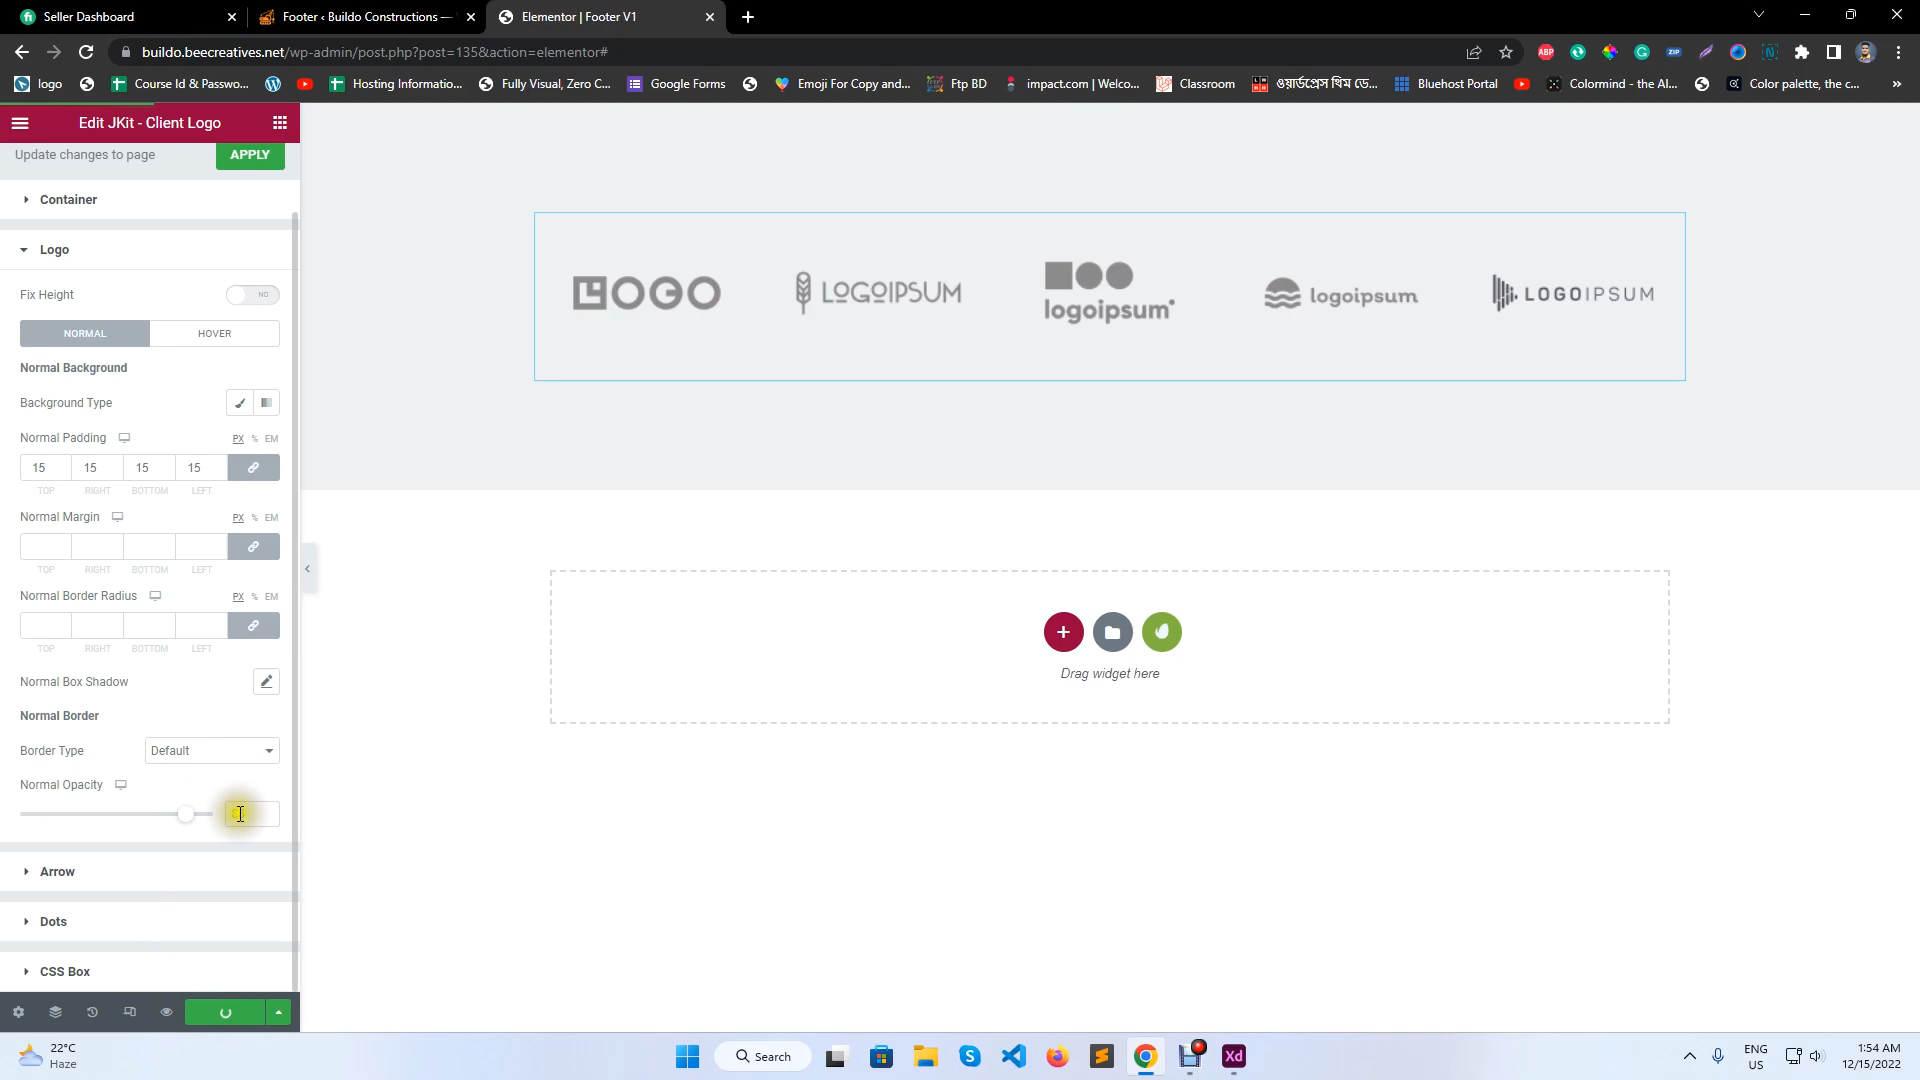 Seller Dashboard
Footer ‹ Buildo Constructions —
Elementor | Footer V1
buildo.beecreatives.net/wp-admin/post.php?post=135&action=elementor#
ABP
ZIP
logo
Course Id & Passwo...
Hosting Informatio...
Fully Visual, Zero C...
Google Forms
Emoji For Copy and...
Ftp BD
impact.com | Welco...
Classroom
ওয়ার্ডপ্রেস থিম ডে...
Bluehost Portal
Colormind - the AI...
Color palette, the c...
»
Edit JKit - Client Logo
Update changes to page
APPLY
Container
Logo
Fix Height
NO
NORMAL
HOVER
Normal Background
Background Type
Normal Padding
PX % EM
15 15 15 15
TOP RIGHT BOTTOM LEFT
Normal Margin
PX % EM
TOP RIGHT BOTTOM LEFT
Normal Border Radius
PX % EM
TOP RIGHT BOTTOM LEFT
Normal Box Shadow
Normal Border
Border Type
Default
Normal Opacity
Arrow
Dots
CSS Box
LOGO
LOGOIPSUM
logoipsum®
logoipsum
LOGOIPSUM
Drag widget here
22°C
Haze
Search
Xd
ENG
US
1:54 AM
12/15/2022